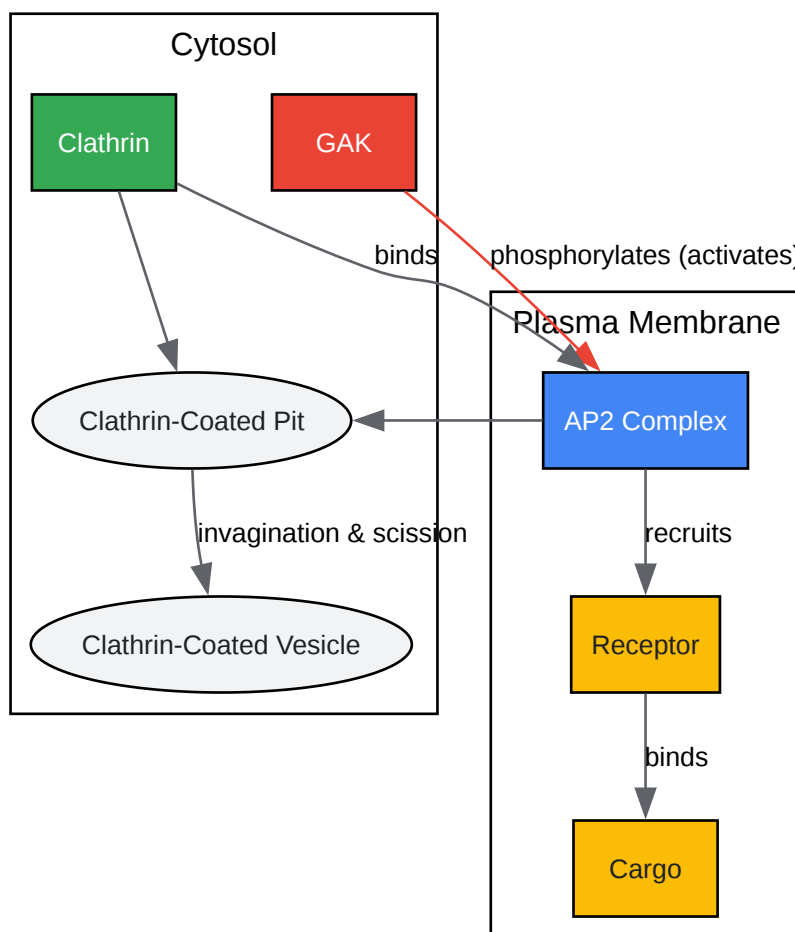 Cytosol
Clathrin
GAK
binds
phosphorylates (activates)
Plasma Membrane
Clathrin-Coated Pit
AP2 Complex
invagination & scission
recruits
Clathrin-Coated Vesicle
Receptor
binds
Cargo